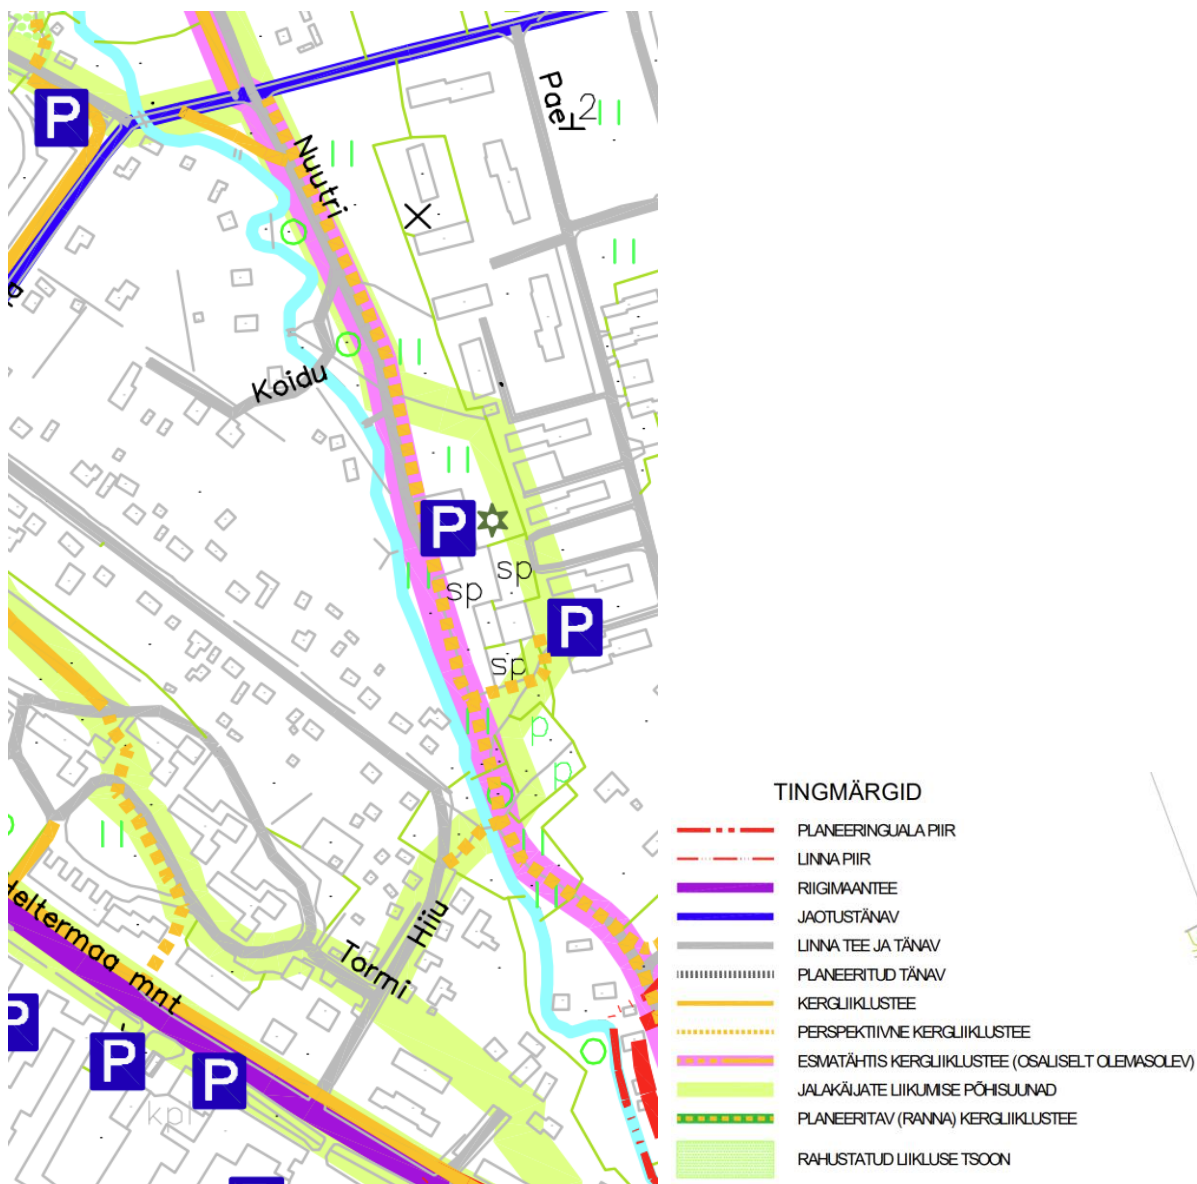 Pae
2
P
Nuutri
Koidu
P
sp
sp
P
sp
p
p
Hiiu
Tormi
deltermaa mnt
P
P
P
kpl
TINGMÄRGID
PLANEERINGUALA PIIR
LINNA PIIR
RIIGIMAANTEE
JAOTUSTÄNAV
LINNA TEE JA TÄNAV
PLANEERITUD TÄNAV
KERGLIIKLUSTEE
PERSPEKTIIVNE KERGLIIKLUSTEE
ESMATÄHTIS KERGLIIKLUSTEE (OSALISELT OLEMASOLEV)
JALAKÄIJATE LIIKUMISE PÕHISUUNAD
PLANEERITAV (RANNA) KERGLIIKLUSTEE
RAHUSTATUD LIIKLUSE TSOON